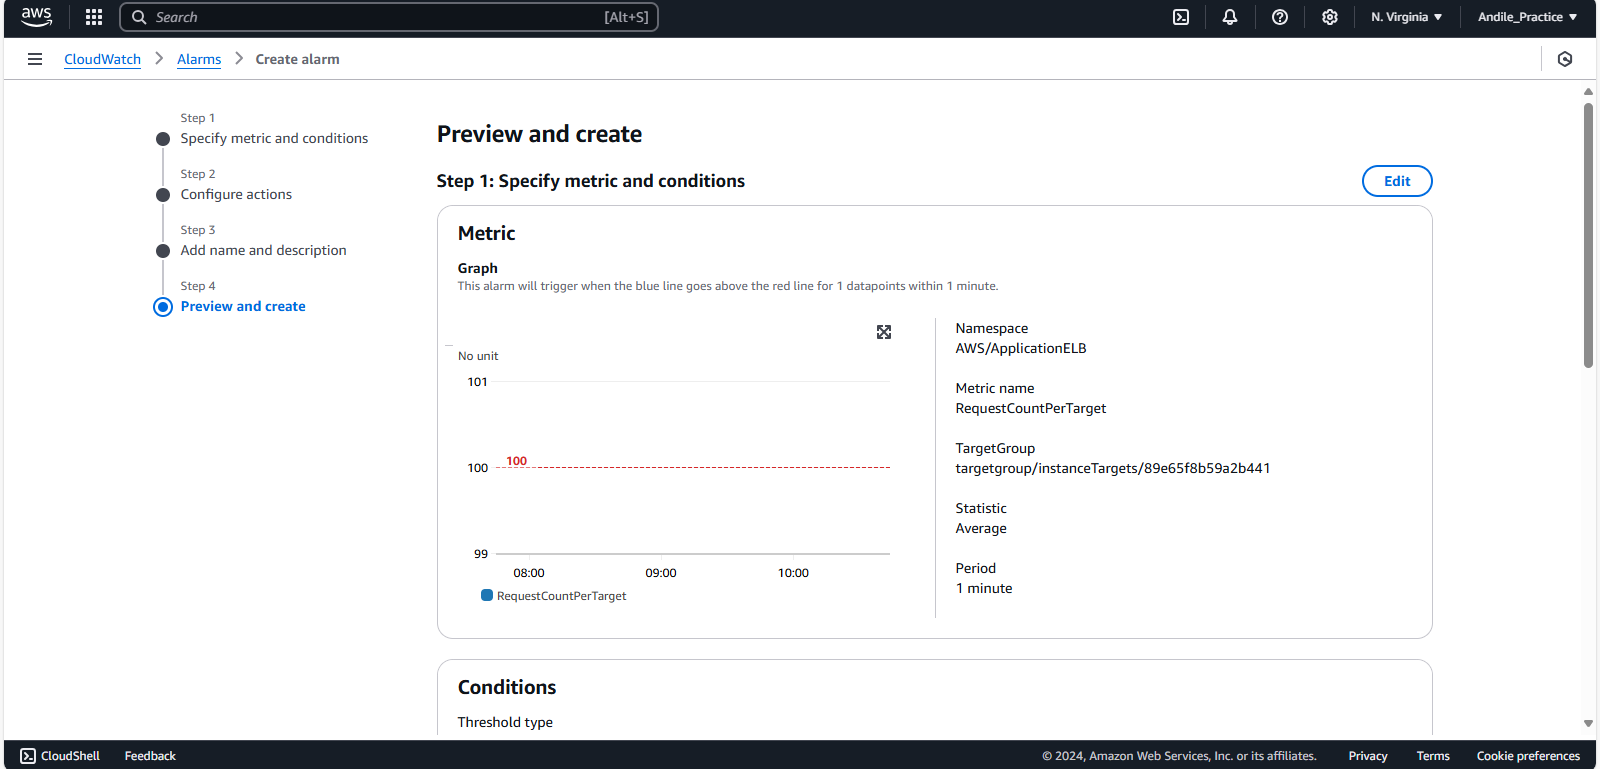 aws
Search [Alt+S]
N. Virginia ▼
Andile_Practice ▼
CloudWatch > Alarms > Create alarm
Step 1
Specify metric and conditions
Step 2
Configure actions
Step 3
Add name and description
Step 4
Preview and create
Preview and create
Step 1: Specify metric and conditions
Edit
Metric
Graph
This alarm will trigger when the blue line goes above the red line for 1 datapoints within 1 minute.
No unit
101
100
100
99
08:00 09:00 10:00
RequestCountPerTarget
Namespace
AWS/ApplicationELB
Metric name
RequestCountPerTarget
TargetGroup
targetgroup/instanceTargets/89e65f8b59a2b441
Statistic
Average
Period
1 minute
Conditions
Threshold type
CloudShell Feedback © 2024, Amazon Web Services, Inc. or its affiliates. Privacy Terms Cookie preferences